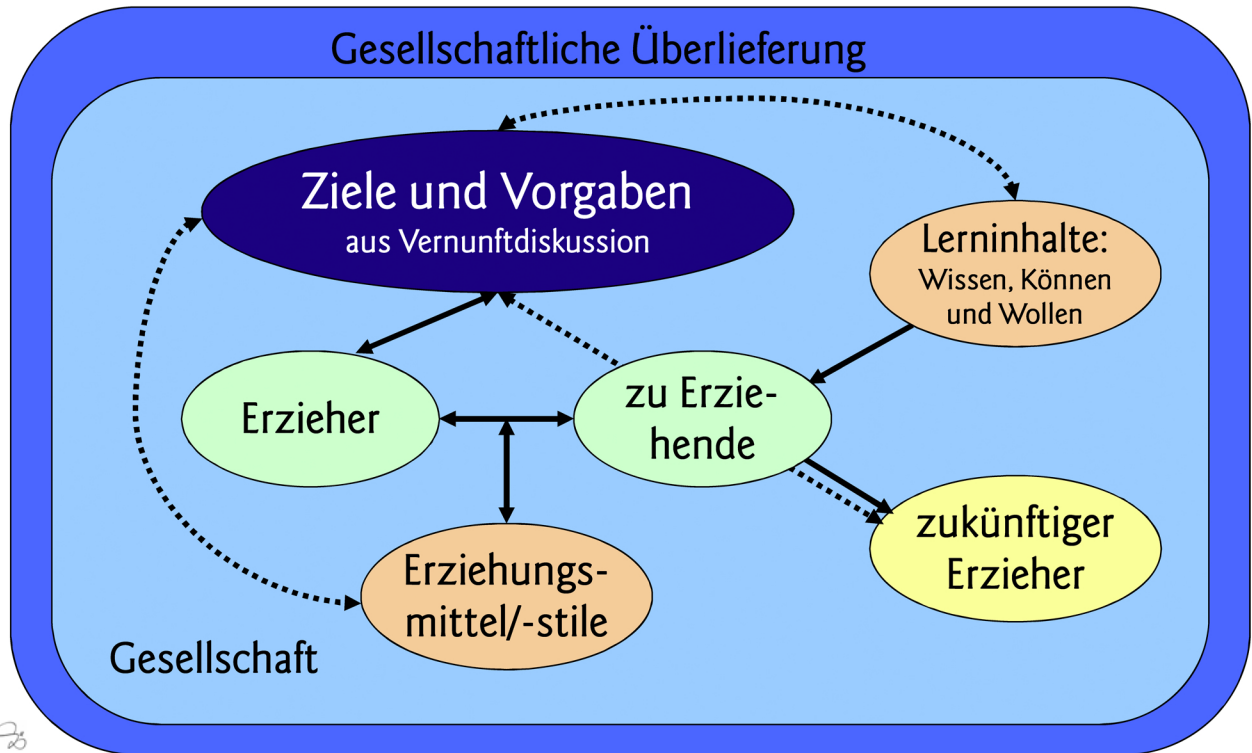 Gesellschaftliche Überlieferung
Ziele und Vorgaben
aus Vernunftdiskussion
Lerninhalte:
Wissen, Können
und Wollen
Erzieher
zu Erzie-
hende
zukünftiger
Erzieher
Erziehungs-
mittel/-stile
Gesellschaft